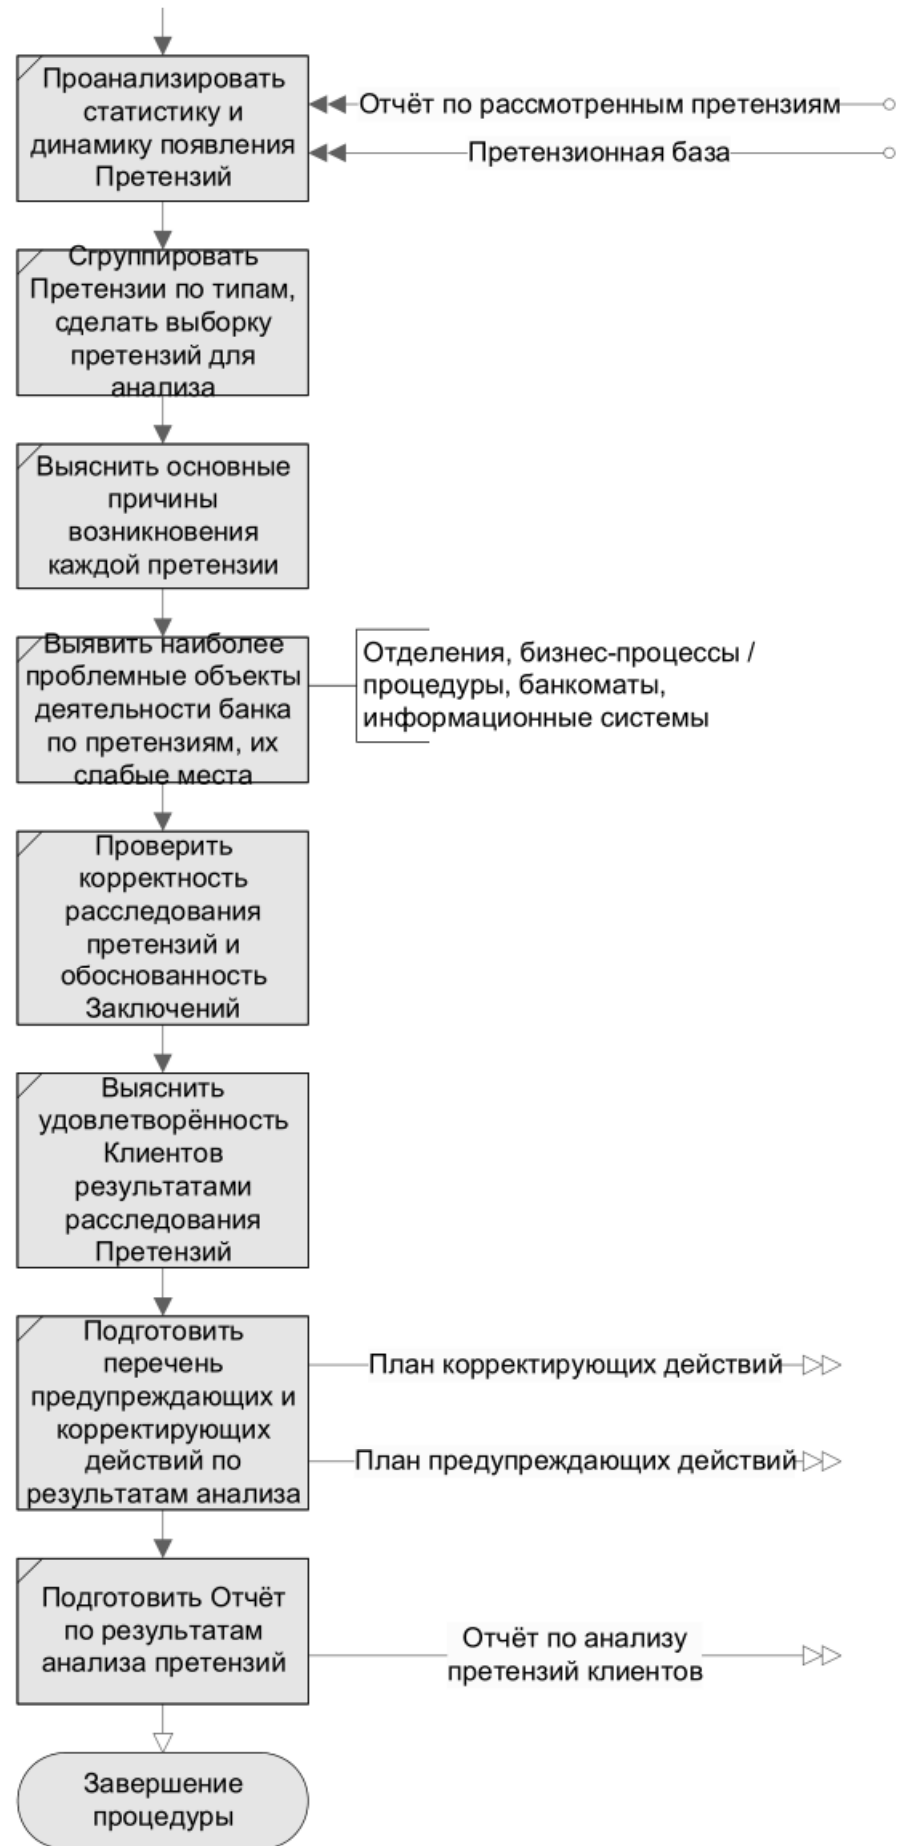 Проанализировать
статистику и
динамику появления
Претензий
Отчёт по рассмотренным претензиям
Претензионная база
Сгруппировать
Претензии по типам,
сделать выборку
претензий для
анализа
Выяснить основные
причины
возникновения
каждой претензии
Выявить наиболее
проблемные объекты
деятельности банка
по претензиям, их
слабые места
Отделения, бизнес-процессы /
процедуры, банкоматы,
информационные системы
Проверить
корректность
расследования
претензий и
обоснованность
Заключений
Выяснить
удовлетворённость
Клиентов
результатами
расследования
Претензий
Подготовить
перечень
предупреждающих и
корректирующих
действий по
результатам анализа
План корректирующих действий
План предупреждающих действий
Подготовить Отчёт
по результатам
анализа претензий
Отчёт по анализу
претензий клиентов
Завершение
процедуры